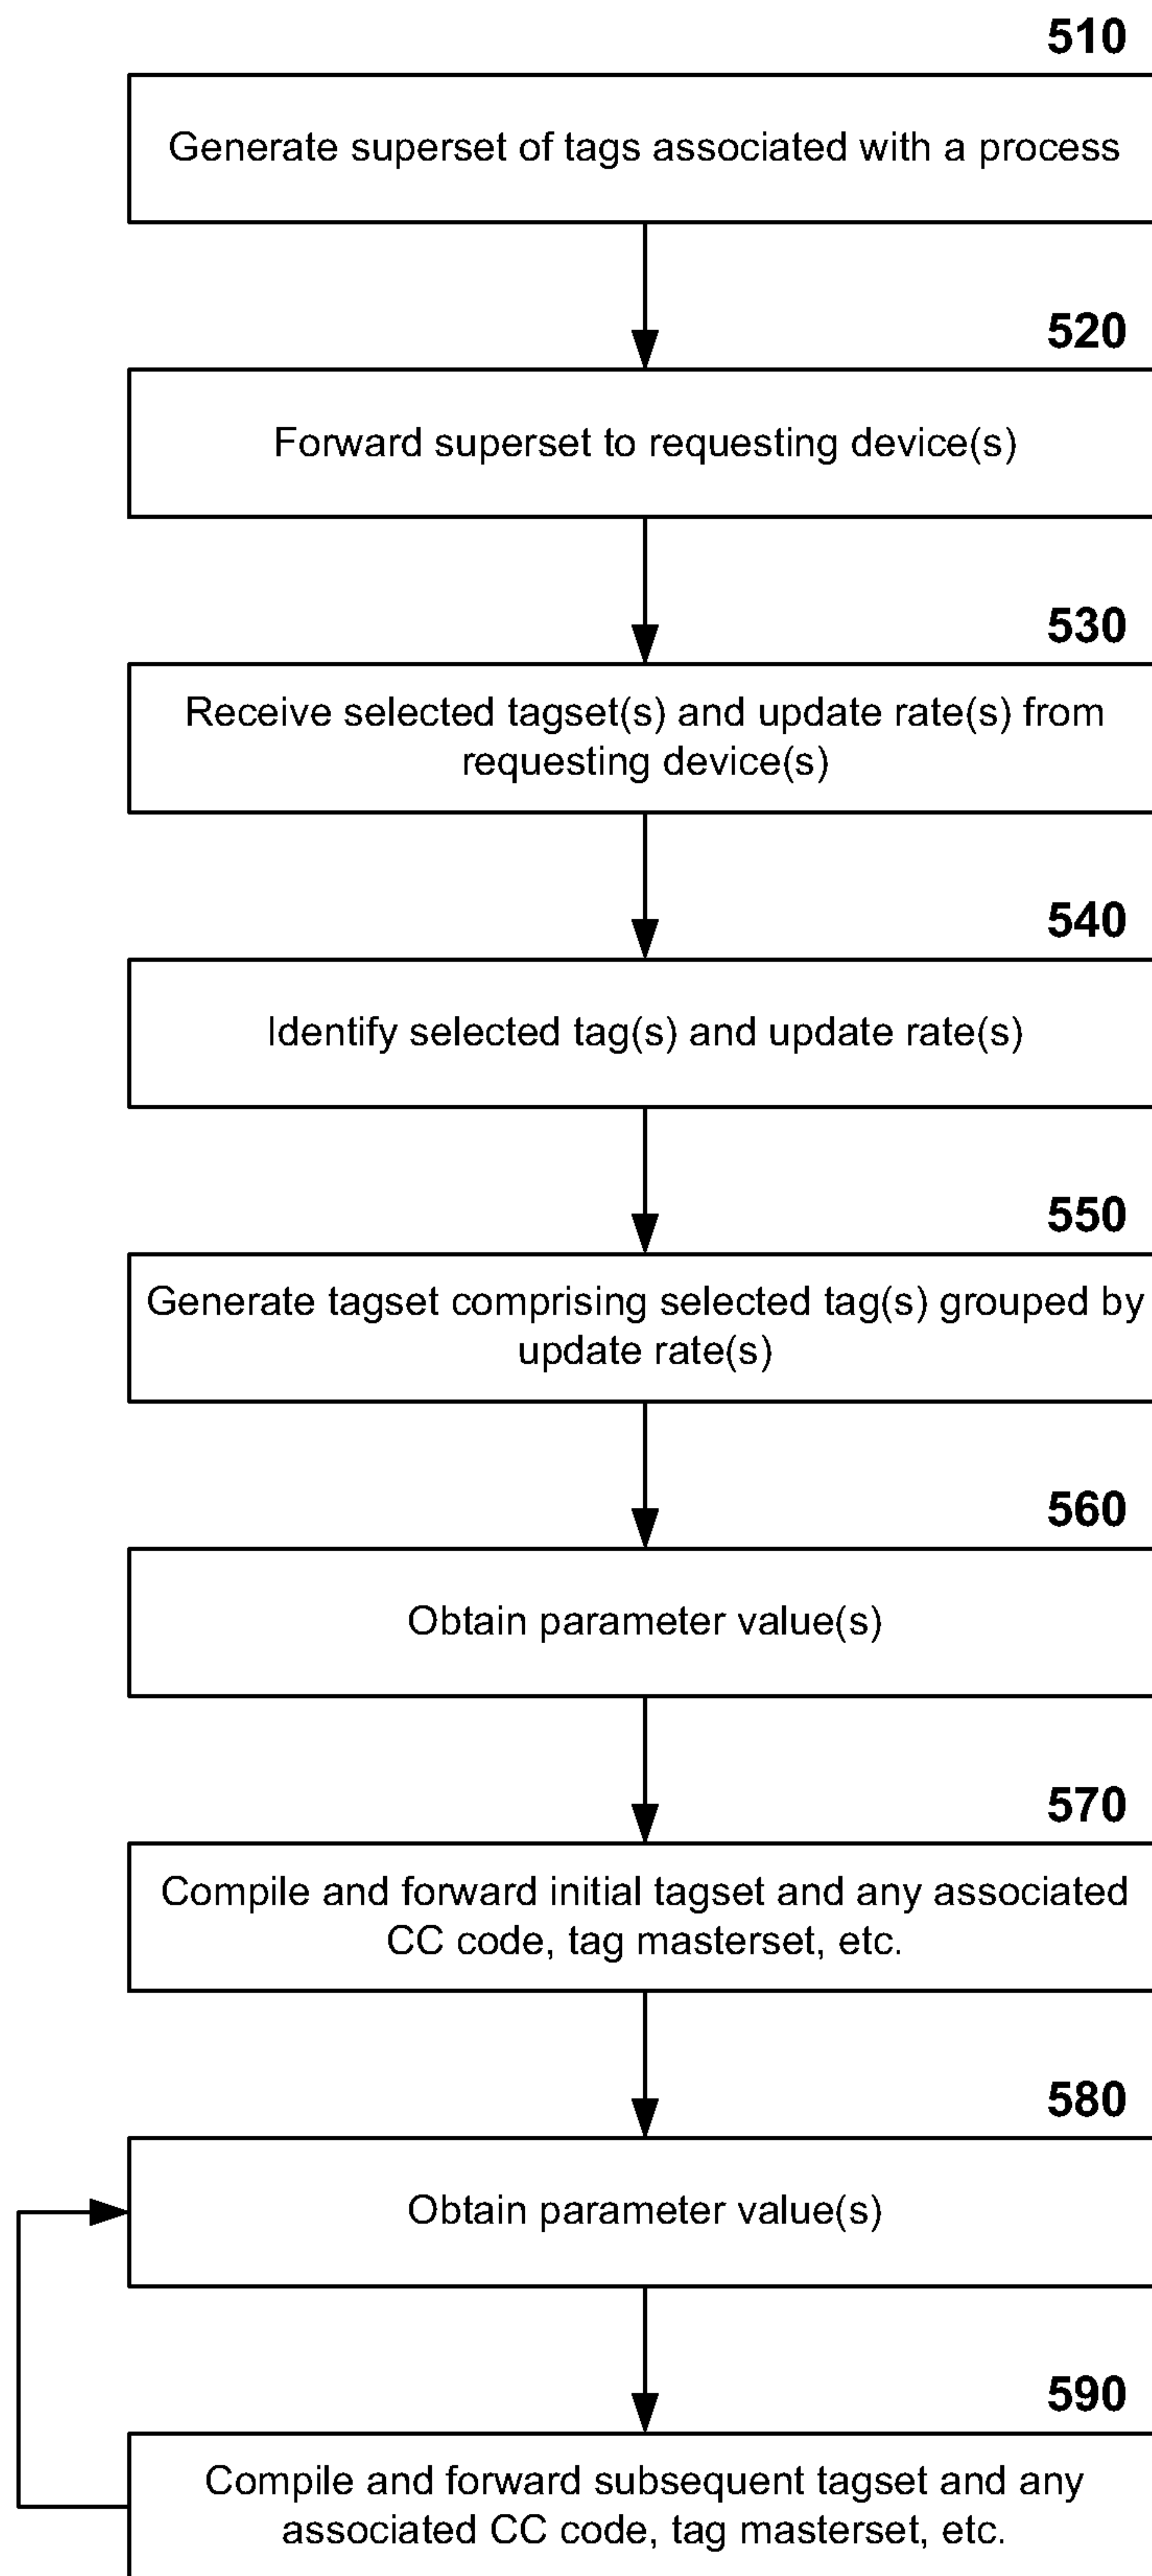 510
Generate superset of tags associated with a process
520
Forward superset to requesting device(s)
530
Receive selected tagset(s) and update rate(s) from
requesting device(s)
540
Identify selected tag(s) and update rate(s)
550
Generate tagset comprising selected tag(s) grouped by
update rate(s)
560
Obtain parameter value(s)
570
Compile and forward initial tagset and any associated
CC code, tag masterset, etc.
580
Obtain parameter value(s)
590
Compile and forward subsequent tagset and any
associated CC code, tag masterset, etc.